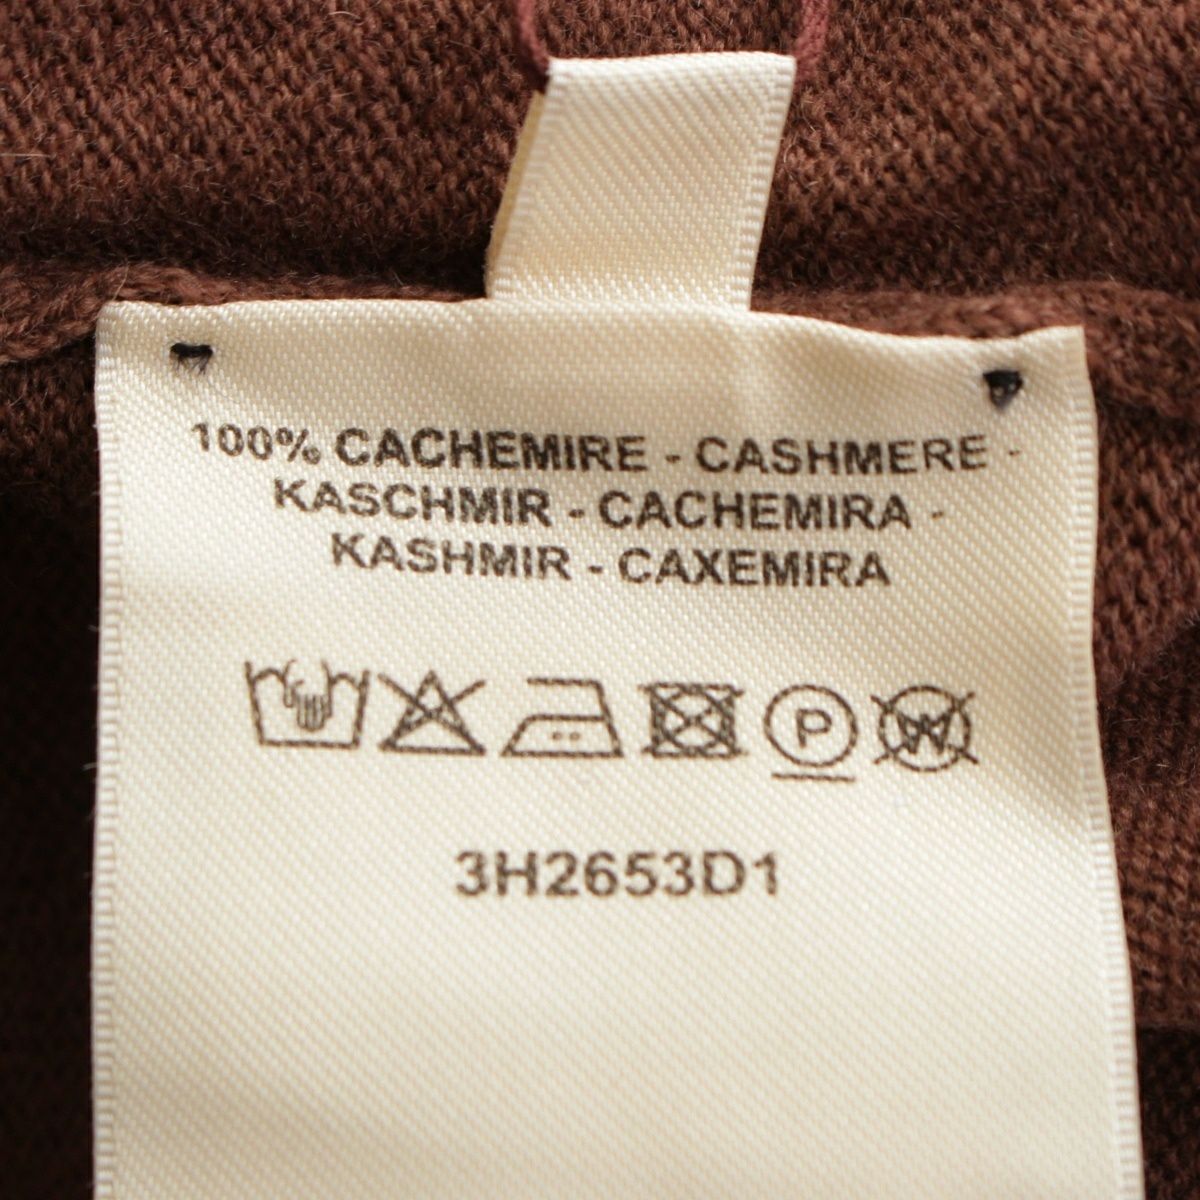 100% CACHEMIRE - CASHMERE -
KASCHMIR - CACHEMIRA -
KASHMIR - CAXEMIRA
P W
3H2653D1